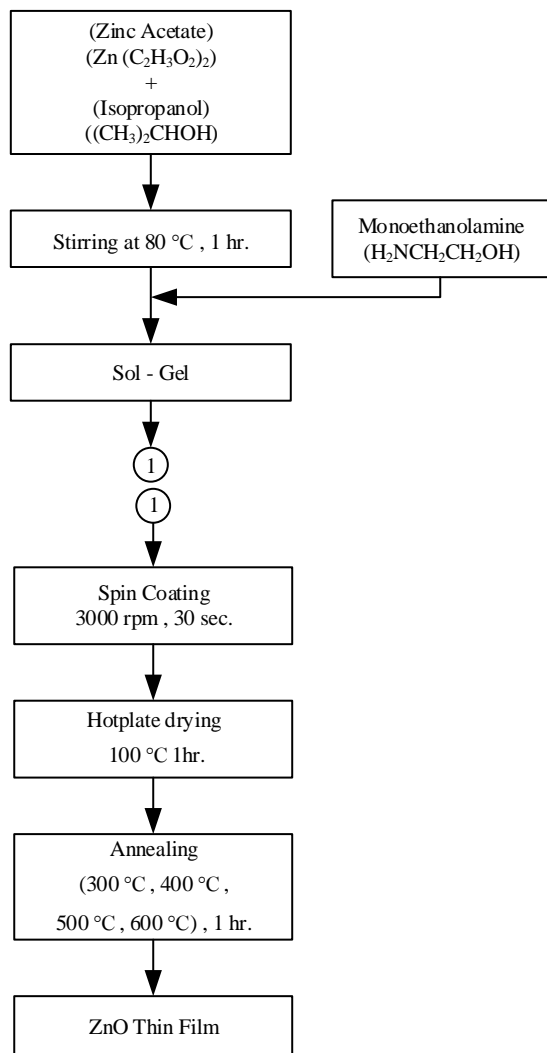 (Zinc Acetate)
(Zn (C₂H₃O₂)₂)
+
(Isopropanol)
((CH₃)₂CHOH)
Stirring at 80 °C , 1 hr.
Monoethanolamine
(H₂NCH₂CH₂OH)
Sol - Gel
1
1
Spin Coating
3000 rpm , 30 sec.
Hotplate drying
100 °C 1hr.
Annealing
(300 °C , 400 °C ,
500 °C , 600 °C) , 1 hr.
ZnO Thin Film